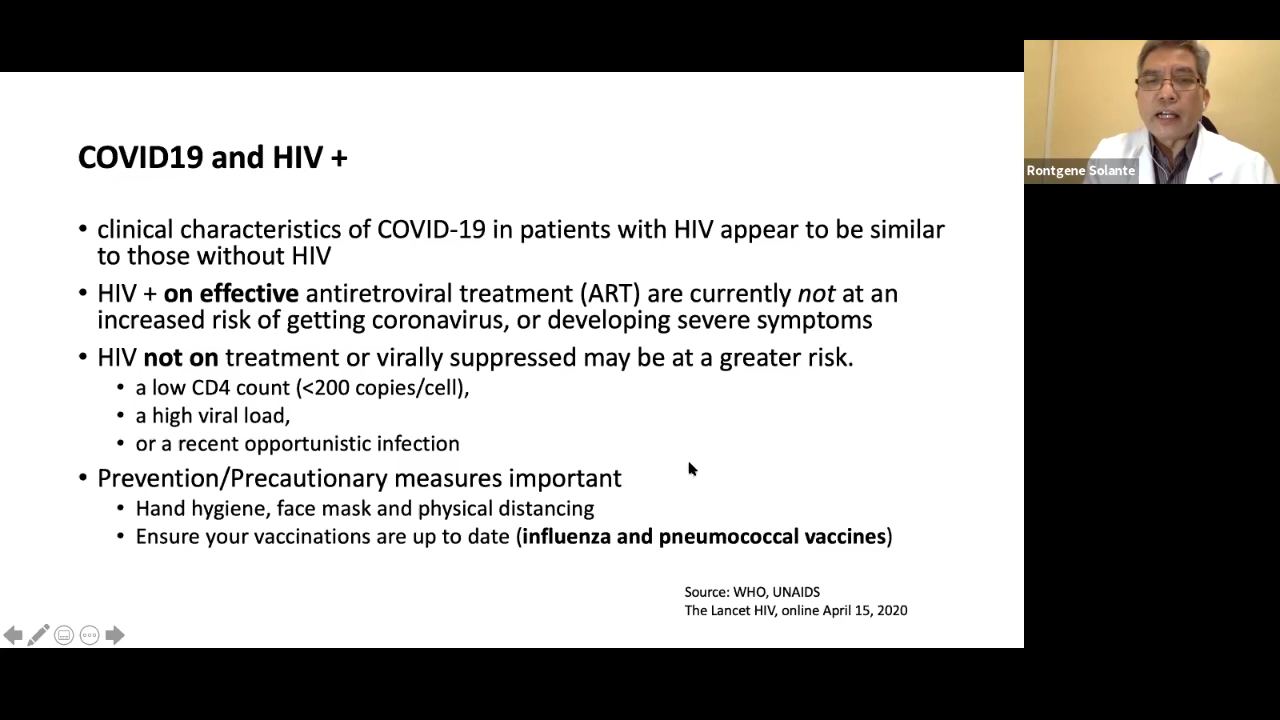 COVID19 and HIV +
• clinical characteristics of COVID-19 in patients with HIV appear to be similar
to those without HIV
• HIV + on effective antiretroviral treatment (ART) are currently not at an
increased risk of getting coronavirus, or developing severe symptoms
• HIV not on treatment or virally suppressed may be at a greater risk.
• a low CD4 count (<200 copies/cell),
• a high viral load,
• or a recent opportunistic infection
• Prevention/Precautionary measures important
• Hand hygiene, face mask and physical distancing
• Ensure your vaccinations are up to date (influenza and pneumococcal vaccines)
Source: WHO, UNAIDS
The Lancet HIV, online April 15, 2020
Rontgene Solante